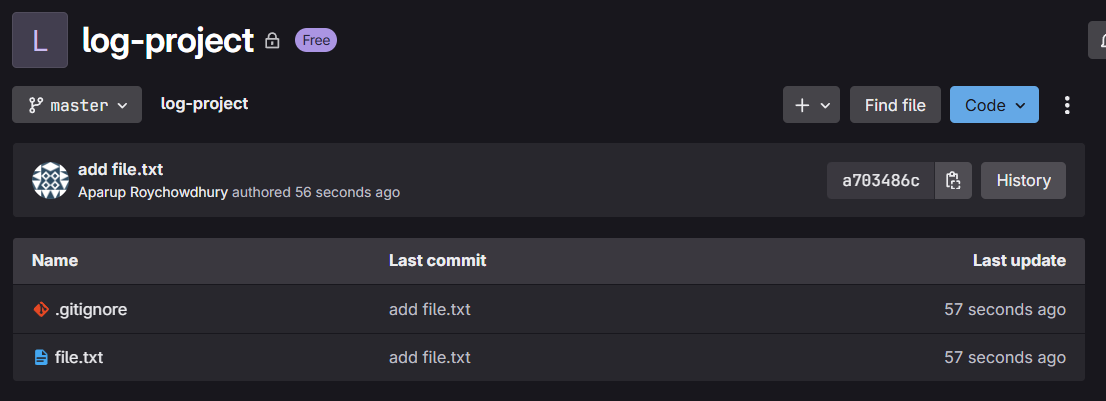 L log-project Free
master log-project Find file Code
add file.txt
Aparup Roychowdhury authored 56 seconds ago
a703486c History
Name Last commit Last update
.gitignore add file.txt 57 seconds ago
file.txt add file.txt 57 seconds ago